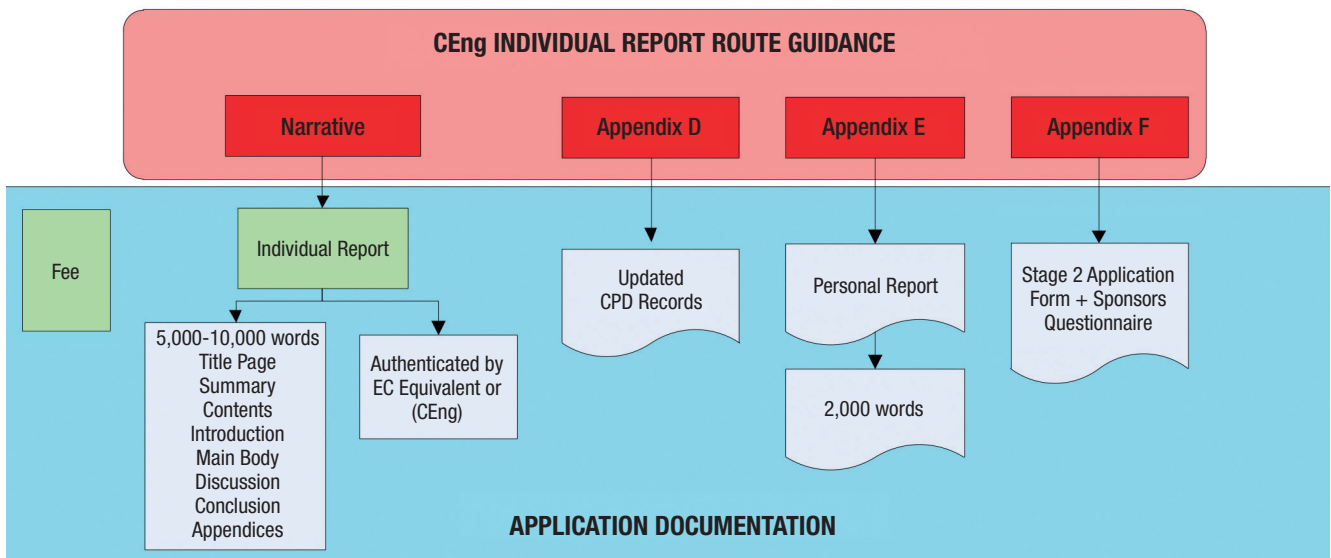 CEng INDIVIDUAL REPORT ROUTE GUIDANCE
Narrative
Appendix D
Appendix E
Appendix F
Fee
Individual Report
5,000-10,000 words
Title Page
Summary
Contents
Introduction
Main Body
Discussion
Conclusion
Appendices
Authenticated by
EC Equivalent or
(CEng)
Updated
CPD Records
Personal Report
2,000 words
Stage 2 Application
Form + Sponsors
Questionnaire
APPLICATION DOCUMENTATION